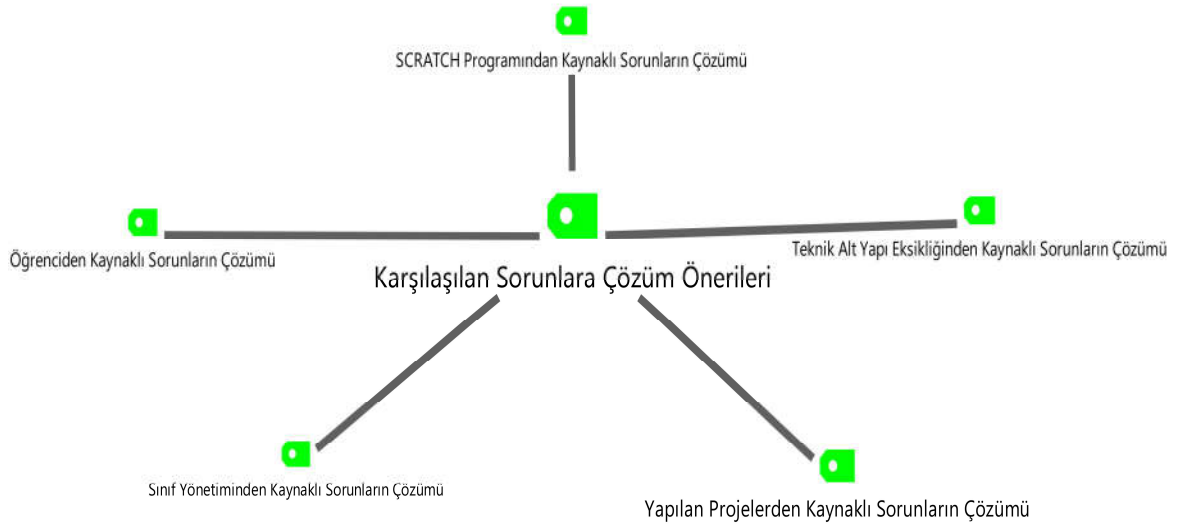 SCRATCH Programından Kaynaklı Sorunların Çözümü
Öğrenciden Kaynaklı Sorunların Çözümü
Teknik Alt Yapı Eksikliğinden Kaynaklı Sorunların Çözümü
Karşılaşılan Sorunlara Çözüm Önerileri
Sınıf Yönetiminden Kaynaklı Sorunların Çözümü
Yapılan Projelerden Kaynaklı Sorunların Çözümü